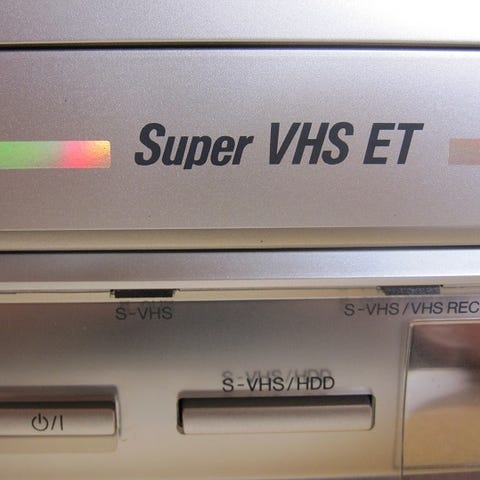 Super VHS ET
S-VHS
S-VHS/VHS REC
S-VHS/HDD
⏻/I